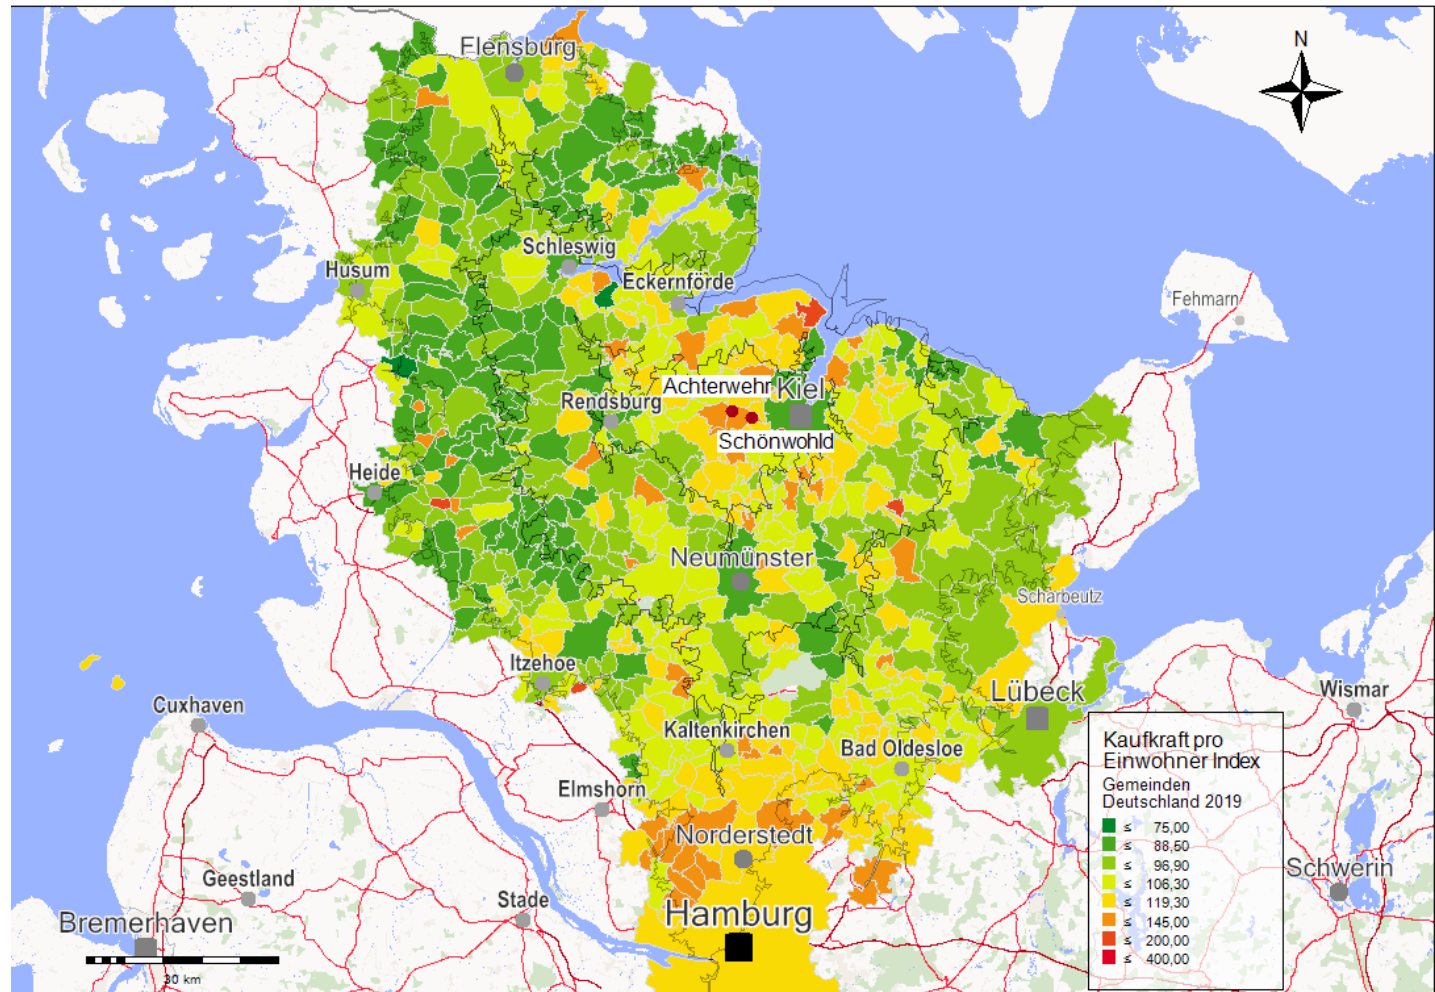 N
Flensburg
Schleswig
Husum
Eckernförde
Fehmarn
Achterwehr
Kiel
Rendsburg
Schönwohld
Heide
Neumünster
Scharbeutz
Itzehoe
Lübeck
Wismar
Cuxhaven
Kaltenkirchen
Bad Oldesloe
Elmshorn
Norderstedt
Geestland
Stade
Schwerin
Hamburg
Bremerhaven
30 km
Kaufkraft pro
Einwohner Index
Gemeinden
Deutschland 2019
≤ 75,00
≤ 88,50
≤ 96,90
≤ 106,30
≤ 119,30
≤ 145,00
≤ 200,00
≤ 400,00